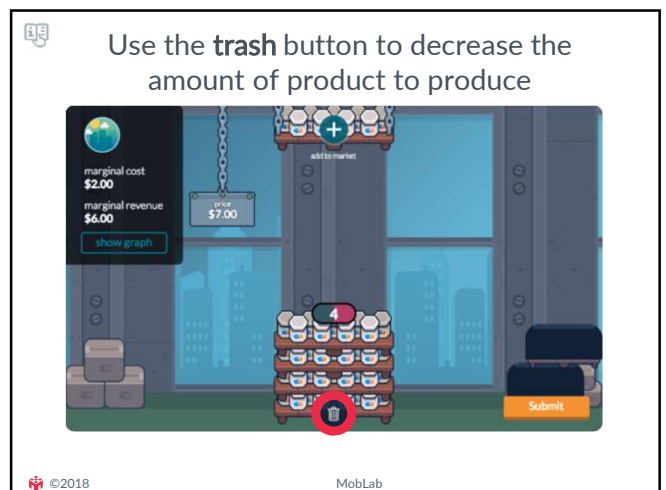 Use the trash button to decrease the
amount of product to produce
add to market
marginal cost
$2.00
marginal revenue
$6.00
show graph
price
$7.00
4
Submit
©2018
MobLab